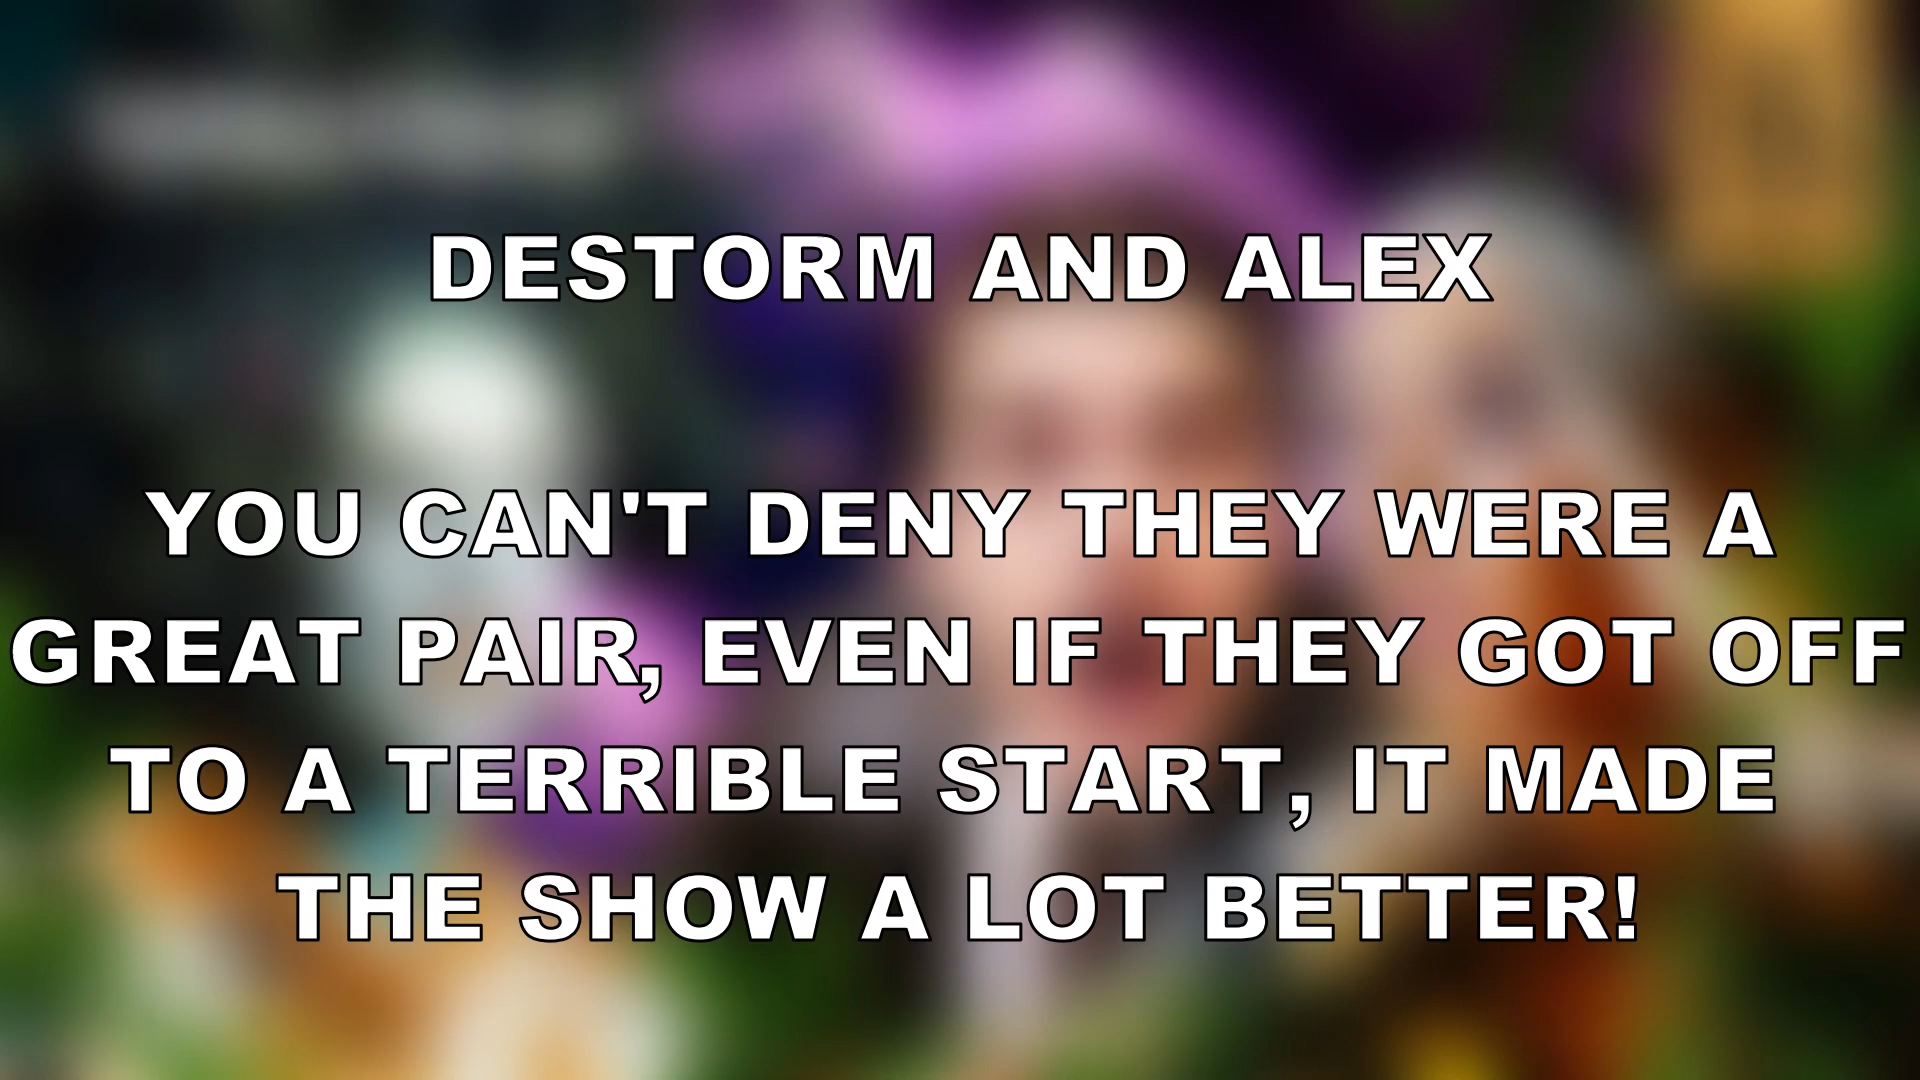 DESTORM AND ALEX
YOU CAN'T DENY THEY WERE A
GREAT PAIR, EVEN IF THEY GOT OFF
TO A TERRIBLE START, IT MADE
THE SHOW A LOT BETTER!